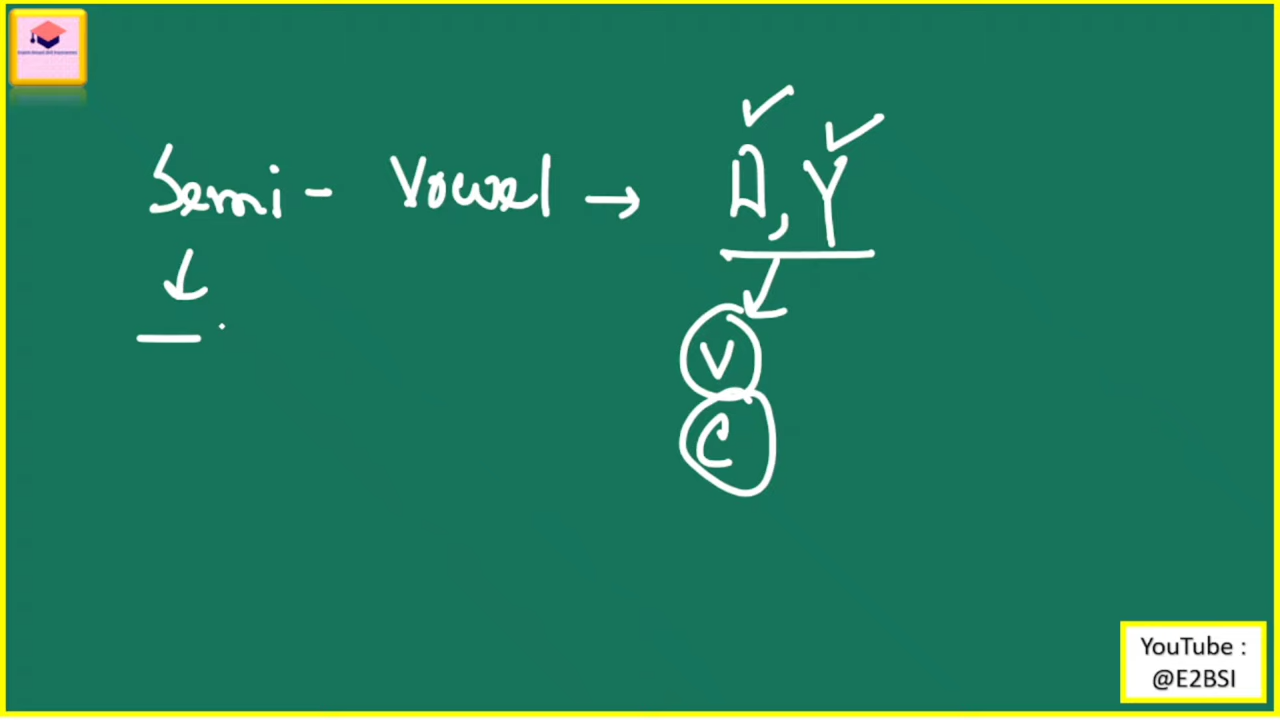 Semi - Vowel → , Y
V
C
YouTube :
@E2BSI